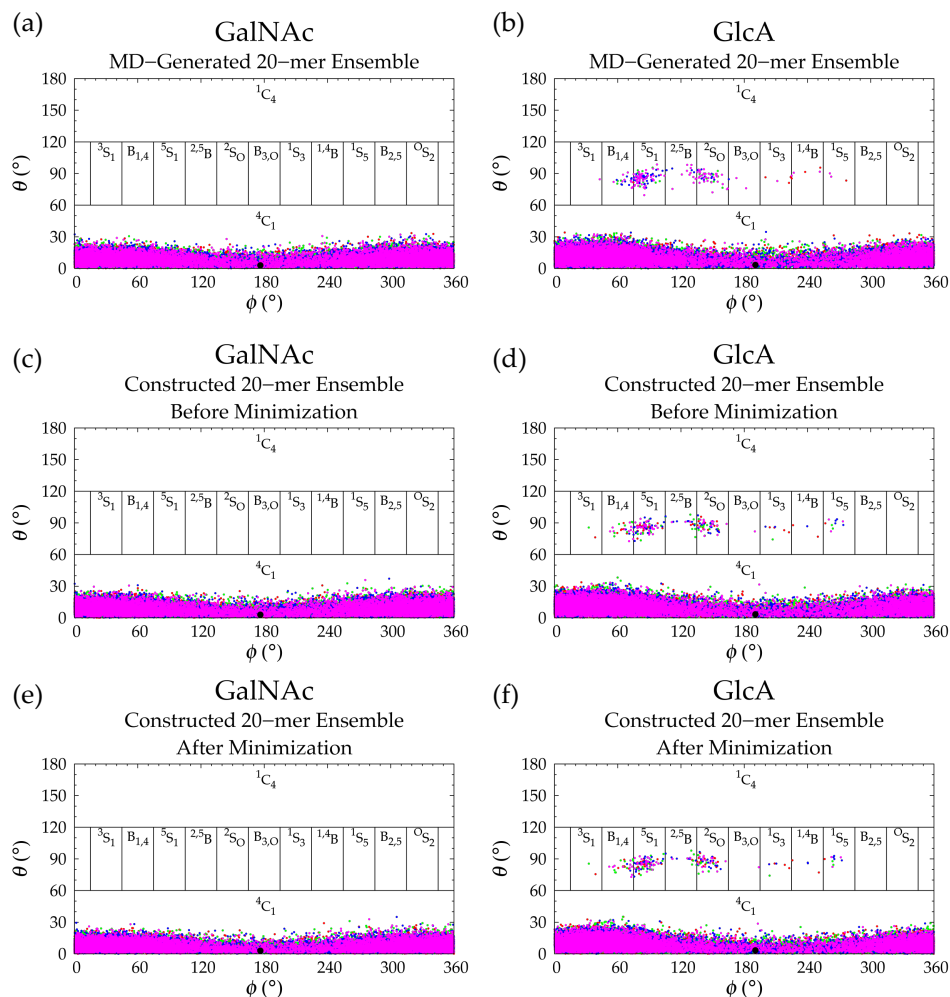 (a)
GalNAc
MD−Generated 20−mer Ensemble
180
150
120
90
60
30
0
θ (°)
¹C₄
³S₁ B₁,₄ ⁵S₁ ²,⁵B ²S_O B₃,O ¹S₃ ¹,⁴B ¹S₅ B₂,₅ ᴼS₂
⁴C₁
0 60 120 180 240 300 360
ϕ (°)
(b)
GlcA
MD−Generated 20−mer Ensemble
180
150
120
90
60
30
0
θ (°)
¹C₄
³S₁ B₁,₄ ⁵S₁ ²,⁵B ²S_O B₃,O ¹S₃ ¹,⁴B ¹S₅ B₂,₅ ᴼS₂
⁴C₁
0 60 120 180 240 300 360
ϕ (°)
(c)
GalNAc
Constructed 20−mer Ensemble
Before Minimization
180
150
120
90
60
30
0
θ (°)
¹C₄
³S₁ B₁,₄ ⁵S₁ ²,⁵B ²S_O B₃,O ¹S₃ ¹,⁴B ¹S₅ B₂,₅ ᴼS₂
⁴C₁
0 60 120 180 240 300 360
ϕ (°)
(d)
GlcA
Constructed 20−mer Ensemble
Before Minimization
180
150
120
90
60
30
0
θ (°)
¹C₄
³S₁ B₁,₄ ⁵S₁ ²,⁵B ²S_O B₃,O ¹S₃ ¹,⁴B ¹S₅ B₂,₅ ᴼS₂
⁴C₁
0 60 120 180 240 300 360
ϕ (°)
(e)
GalNAc
Constructed 20−mer Ensemble
After Minimization
180
150
120
90
60
30
0
θ (°)
¹C₄
³S₁ B₁,₄ ⁵S₁ ²,⁵B ²S_O B₃,O ¹S₃ ¹,⁴B ¹S₅ B₂,₅ ᴼS₂
⁴C₁
0 60 120 180 240 300 360
ϕ (°)
(f)
GlcA
Constructed 20−mer Ensemble
After Minimization
180
150
120
90
60
30
0
θ (°)
¹C₄
³S₁ B₁,₄ ⁵S₁ ²,⁵B ²S_O B₃,O ¹S₃ ¹,⁴B ¹S₅ B₂,₅ ᴼS₂
⁴C₁
0 60 120 180 240 300 360
ϕ (°)